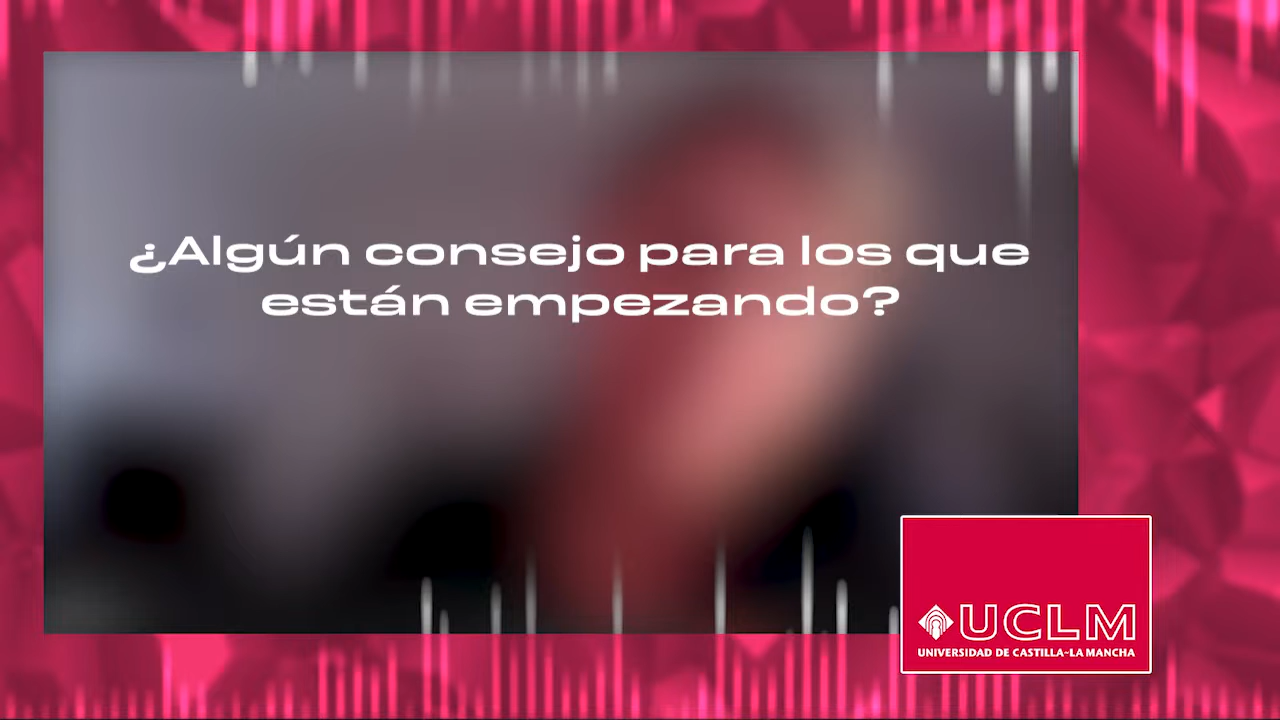 ¿Algún consejo para los que
están empezando?
UCLM
UNIVERSIDAD DE CASTILLA~LA MANCHA